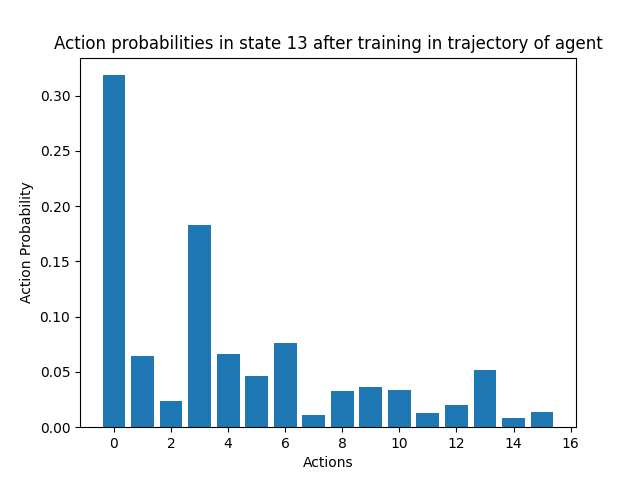 Action probabilities in state 13 after training in trajectory of agent
0.30
0.25
0.20
0.15
0.10
0.05
0.00
Action Probability
0 2 4 6 8 10 12 14 16
Actions